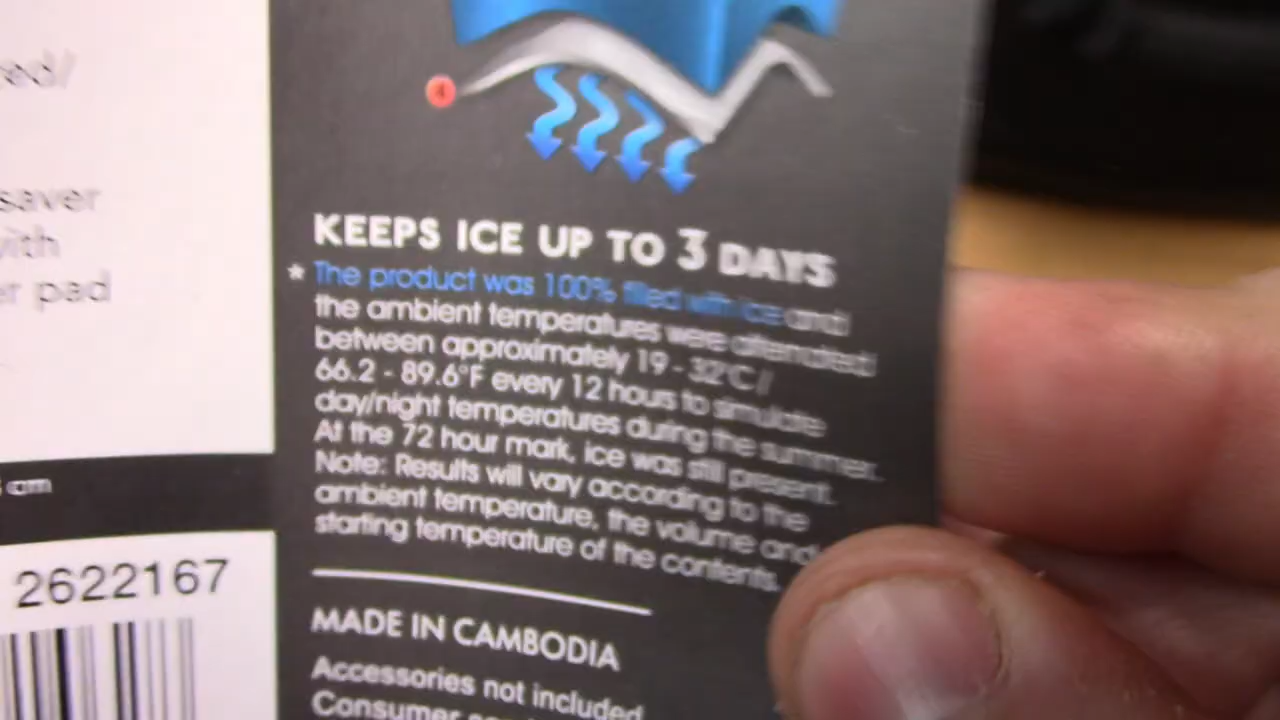 ed/
saver
with
er pad
cm
2622167
4
KEEPS ICE UP TO 3 DAYS
* The product was 100% filled with ice and
the ambient temperatures were alternated
between approximately 19 - 32°C /
66.2 - 89.6°F every 12 hours to simulate
day/night temperatures during the summer.
At the 72 hour mark, ice was still present.
Note: Results will vary according to the
ambient temperature, the volume and
starting temperature of the contents.
MADE IN CAMBODIA
Accessories not included
Consumer